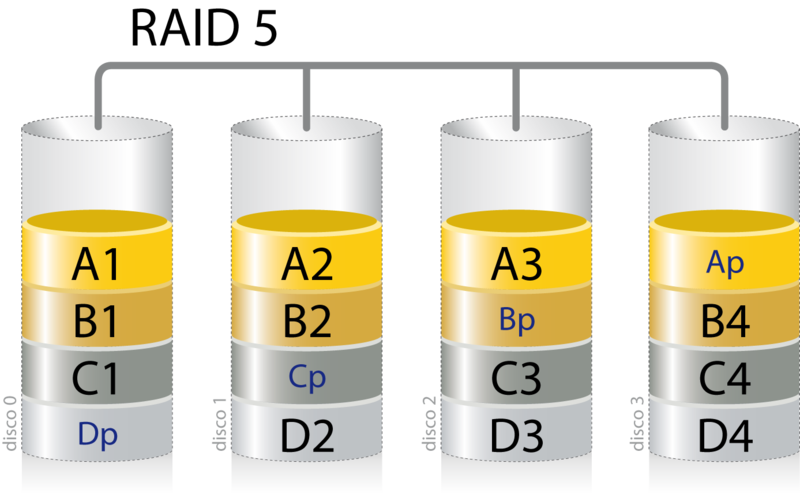 RAID 5
A1 A2 A3 Ap
B1 B2 Bp B4
C1 Cp C3 C4
Dp D2 D3 D4
disco 0
disco 1
disco 2
disco 3